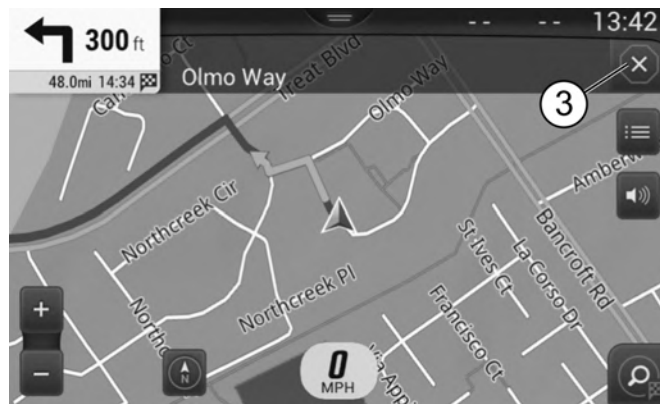 300 ft
48.0mi 14:34
-- --
13:42
Olmo Way
3
Treat Blvd
Olmo Way
Ct
Northcreek Cir
Northcreek Pl
St Ives Ct
La Corso Dr
Bancroft Rd
Francisco Ct
+
-
N
0
MPH